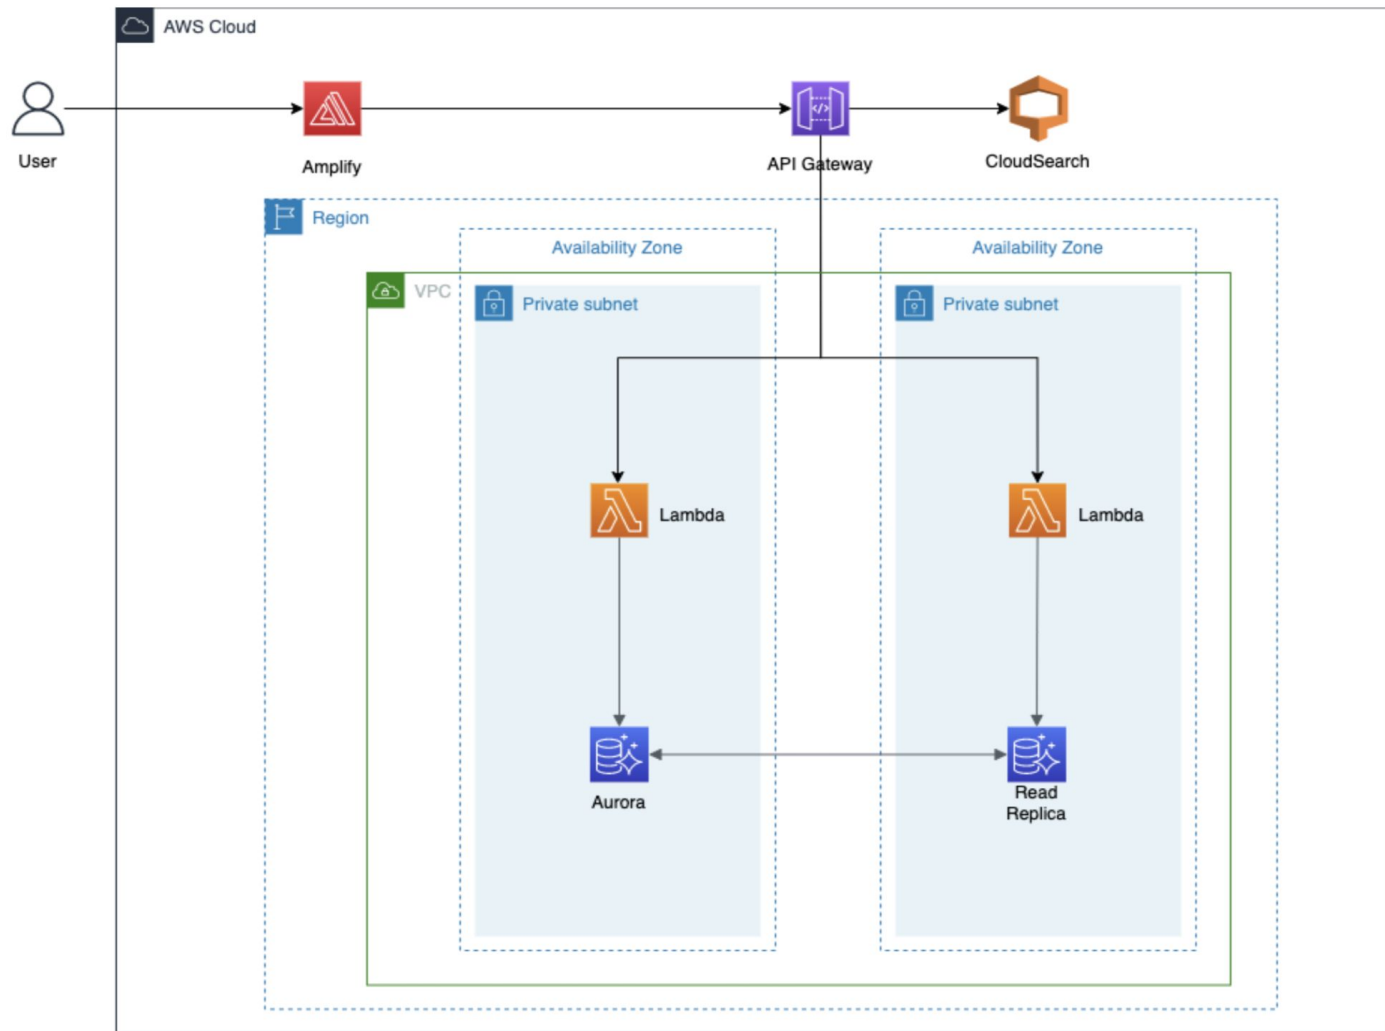 AWS Cloud
User
Amplify
API Gateway
CloudSearch
Region
Availability Zone
Availability Zone
VPC
Private subnet
Private subnet
Lambda
Lambda
Aurora
Read
Replica